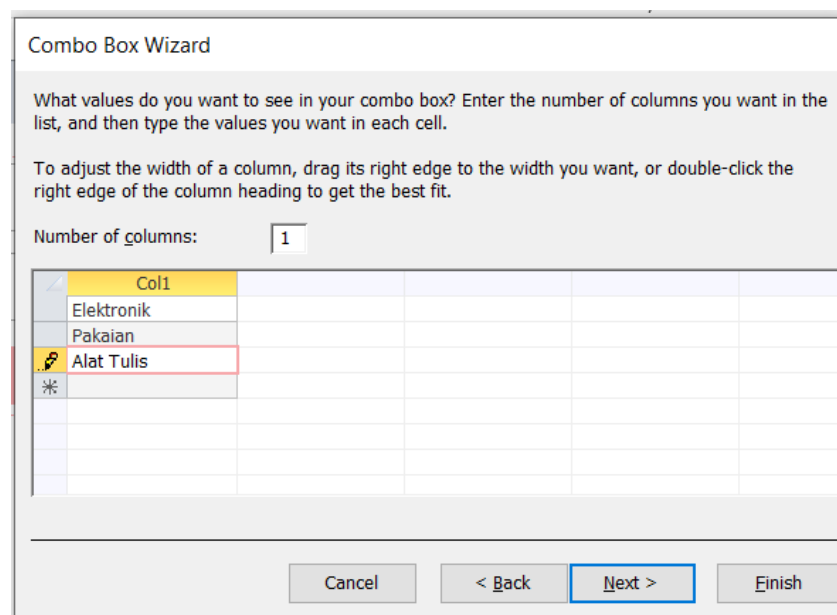 Combo Box Wizard
What values do you want to see in your combo box? Enter the number of columns you want in the
list, and then type the values you want in each cell.
To adjust the width of a column, drag its right edge to the width you want, or double-click the
right edge of the column heading to get the best fit.
Number of columns: 1
Col1
Elektronik
Pakaian
Alat Tulis
Cancel < Back Next > Finish